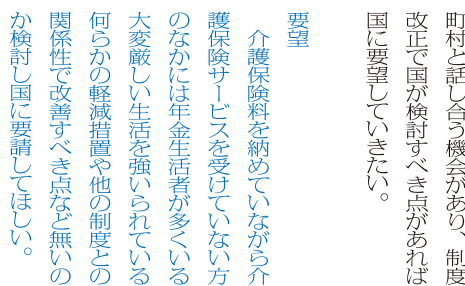 町村と話し合う機会があり、制度
改正で国が検討すべき点があれば
国に要望していきたい。
要望
　介護保険料を納めていながら介
護保険サービスを受けていない方
のなかには年金生活者が多くいる
大変厳しい生活を強いられている
何らかの軽減措置や他の制度との
関係性で改善すべき点など無いの
か検討し国に要請してほしい。